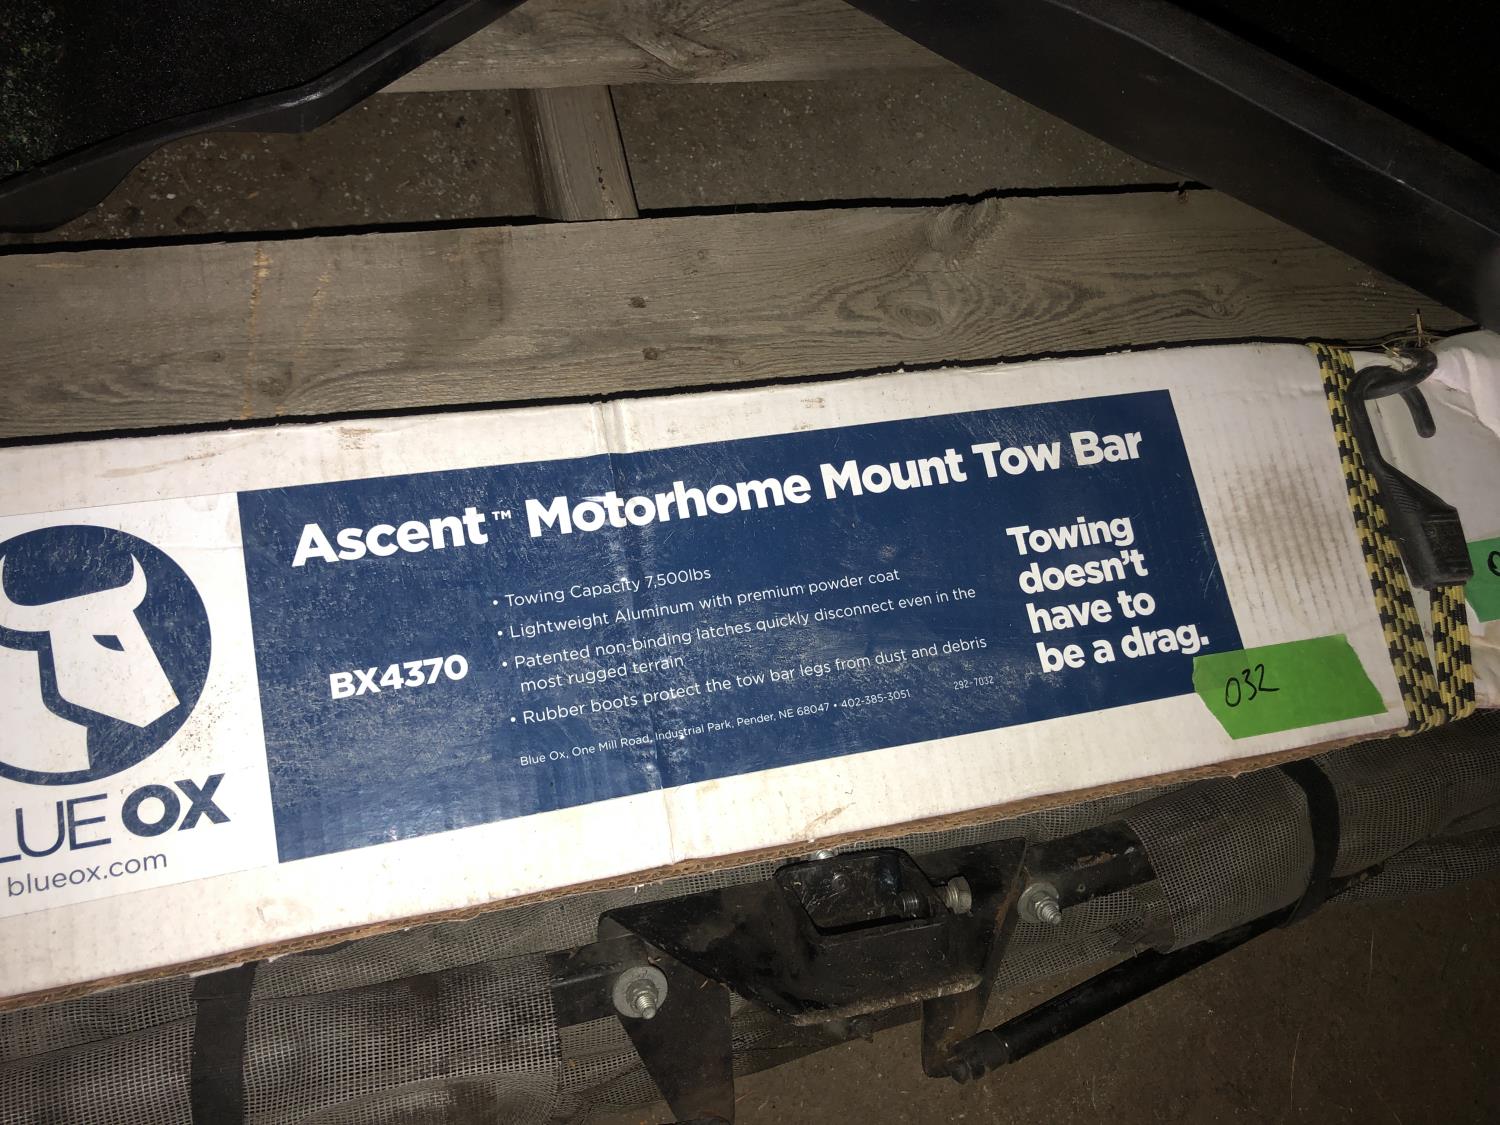 Ascent™ Motorhome Mount Tow Bar
BX4370
• Towing Capacity 7,500lbs
• Lightweight Aluminum with premium powder coat
• Patented non-binding latches quickly disconnect even in the
most rugged terrain
• Rubber boots protect the tow bar legs from dust and debris
Blue Ox, One Mill Road, Industrial Park, Pender, NE 68047 • 402-385-3051
292-7032
Towing
doesn't
have to
be a drag.
LUE OX
blueox.com
032